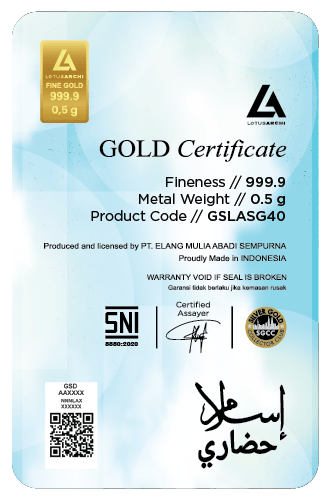 LOTUSARCHI
FINE GOLD
999.9
0,5 g
LOTUSARCHI
GOLD Certificate
Fineness // 999.9
Metal Weight // 0.5 g
Product Code // GSLASG40
Produced and licensed by PT. ELANG MULIA ABADI SEMPURNA
Proudly Made in INDONESIA
WARRANTY VOID IF SEAL IS BROKEN
Garansi tidak berlaku jika kemasan rusak
SNI
8880:2020
Certified
Assayer
SILVER GOLD
SGCC
COLLECTOR CLUB
GSD
AAXXXX
NNNLAX
XXXXXX
إسلام
حضاري